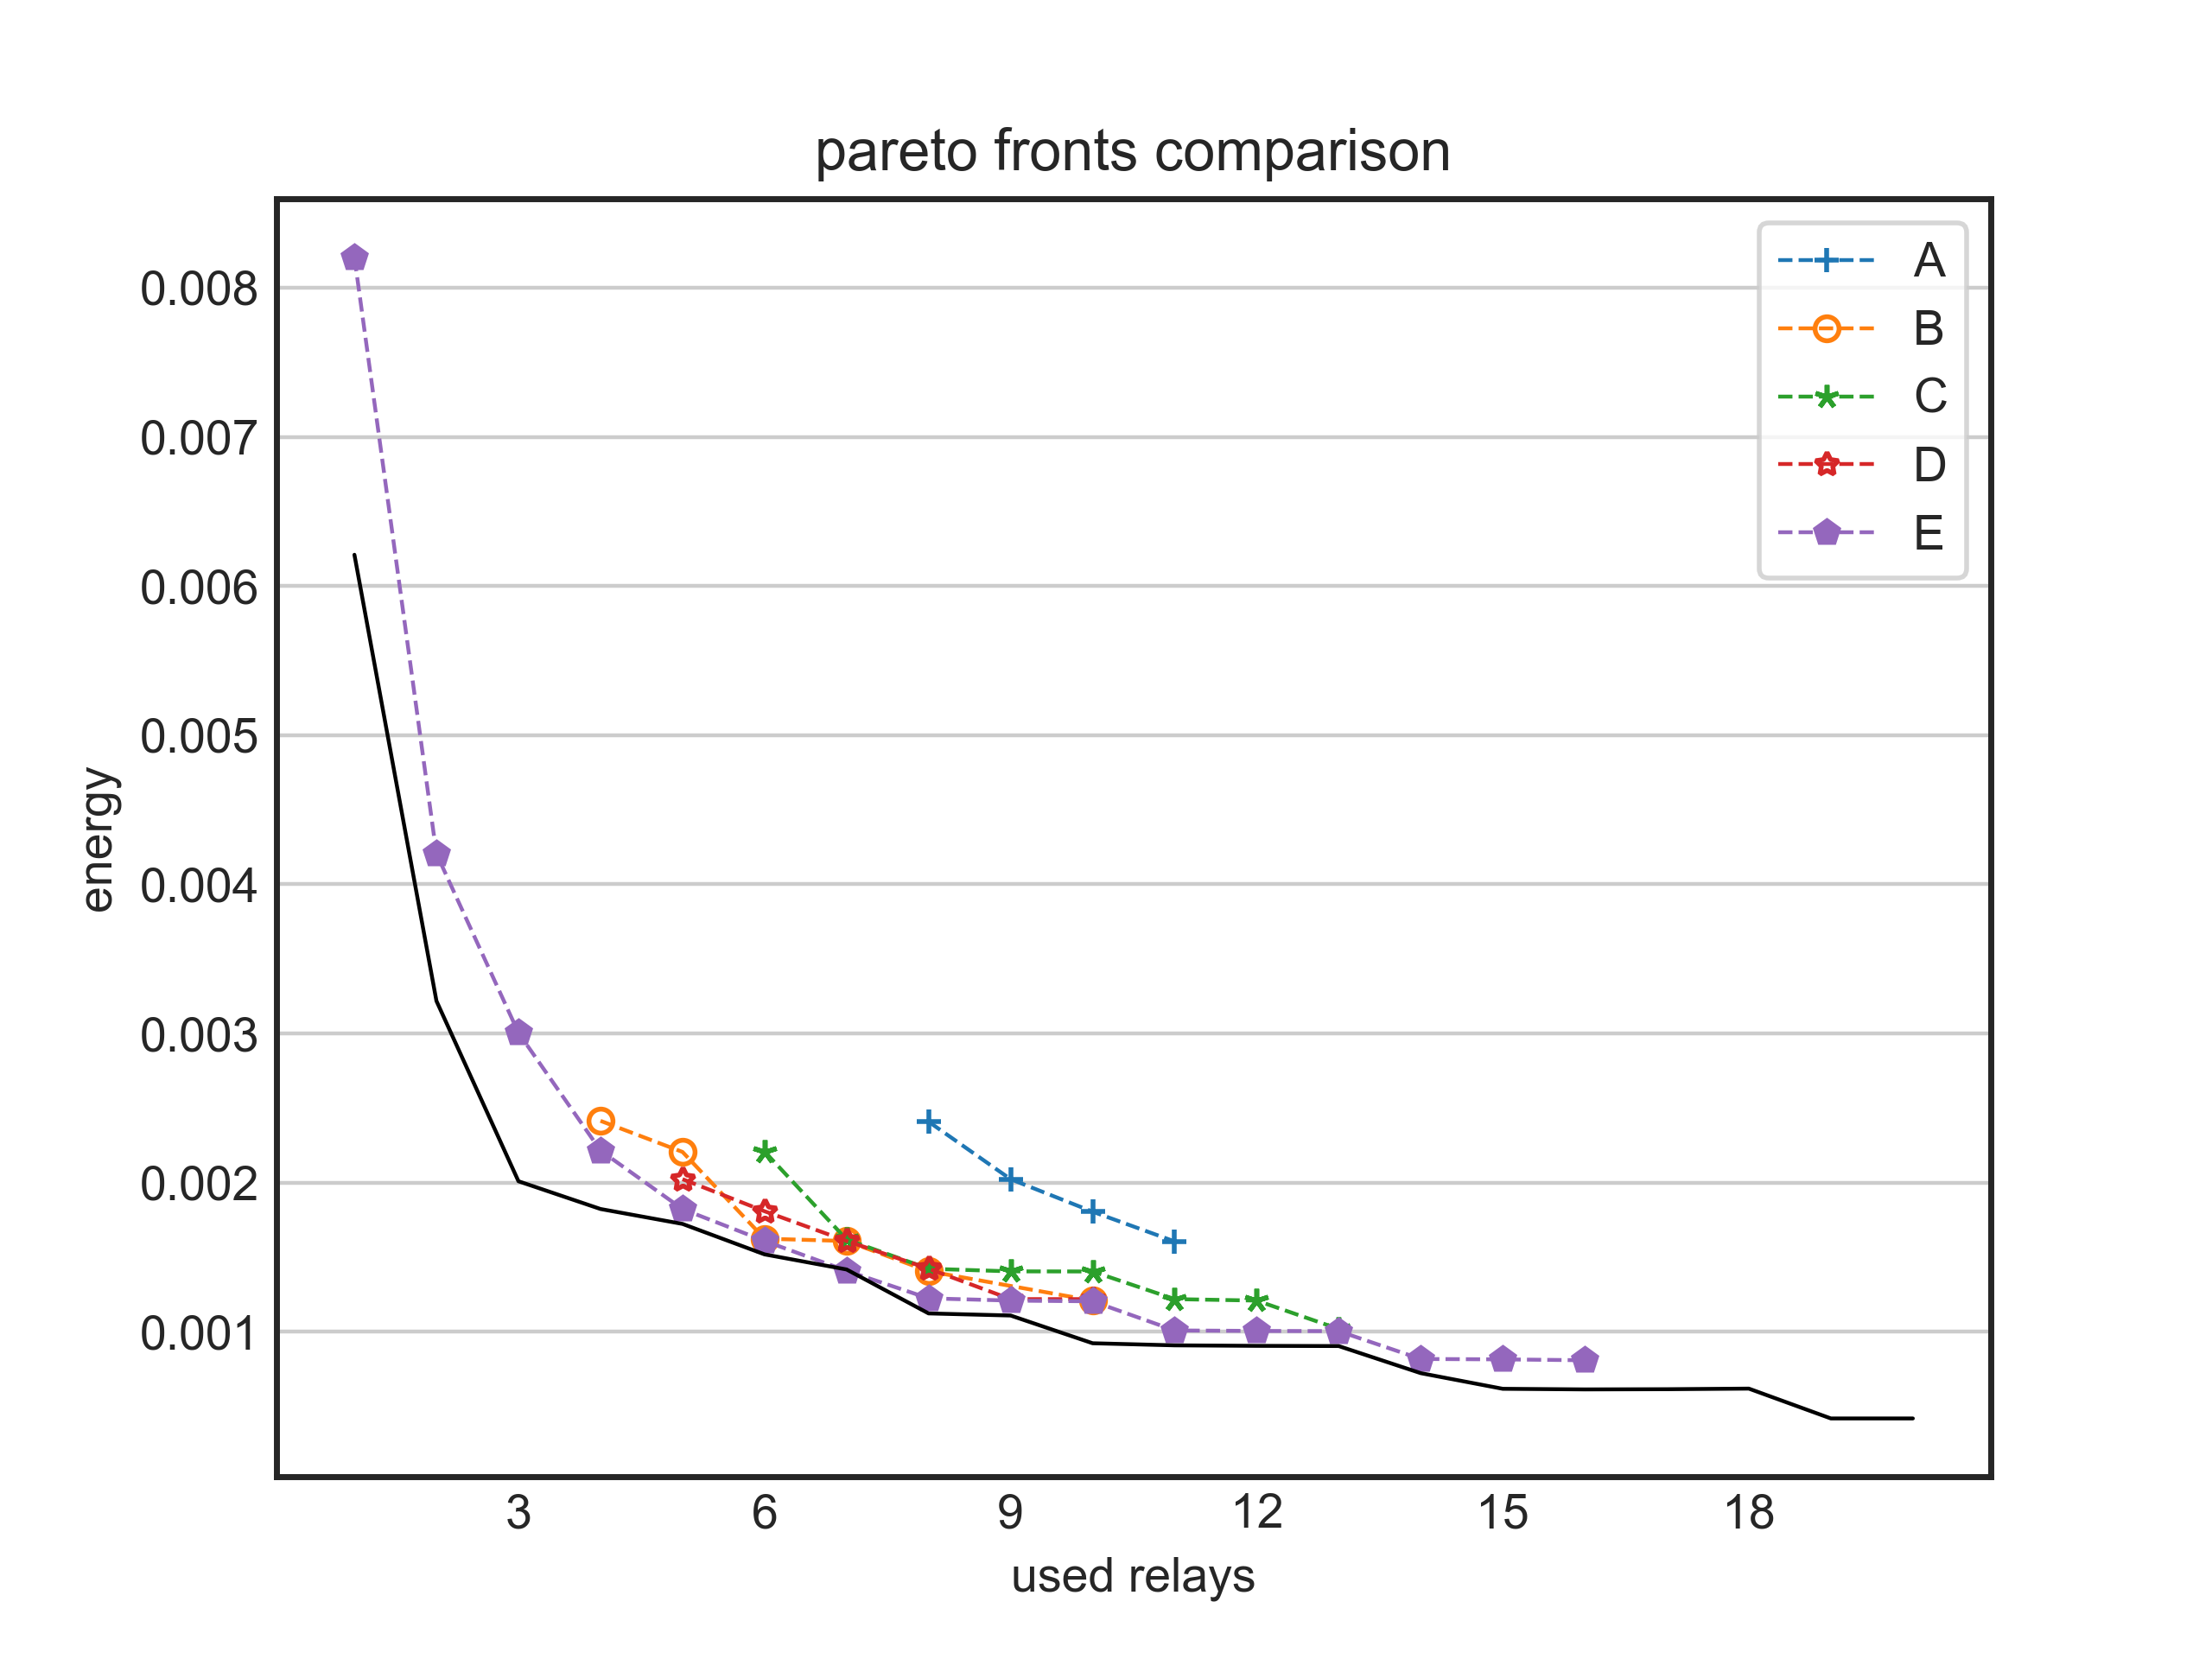 pareto fronts comparison
0.008
0.007
0.006
0.005
0.004
0.003
0.002
0.001
energy
3 6 9 12 15 18
used relays
A
B
C
D
E